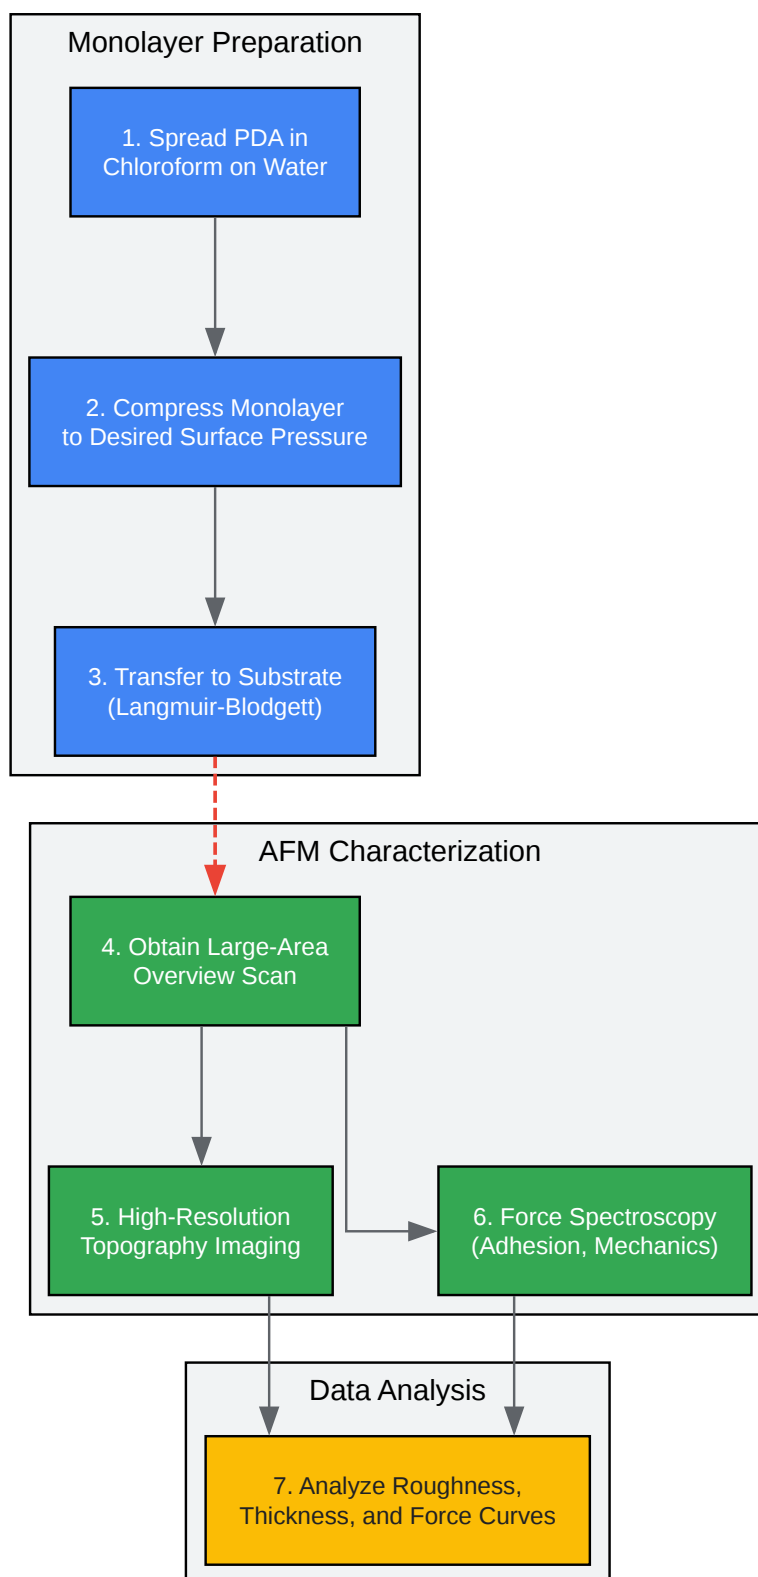 Monolayer Preparation
1. Spread PDA in
Chloroform on Water
2. Compress Monolayer
to Desired Surface Pressure
3. Transfer to Substrate
(Langmuir-Blodgett)
AFM Characterization
4. Obtain Large-Area
Overview Scan
5. High-Resolution
Topography Imaging
6. Force Spectroscopy
(Adhesion, Mechanics)
Data Analysis
7. Analyze Roughness,
Thickness, and Force Curves